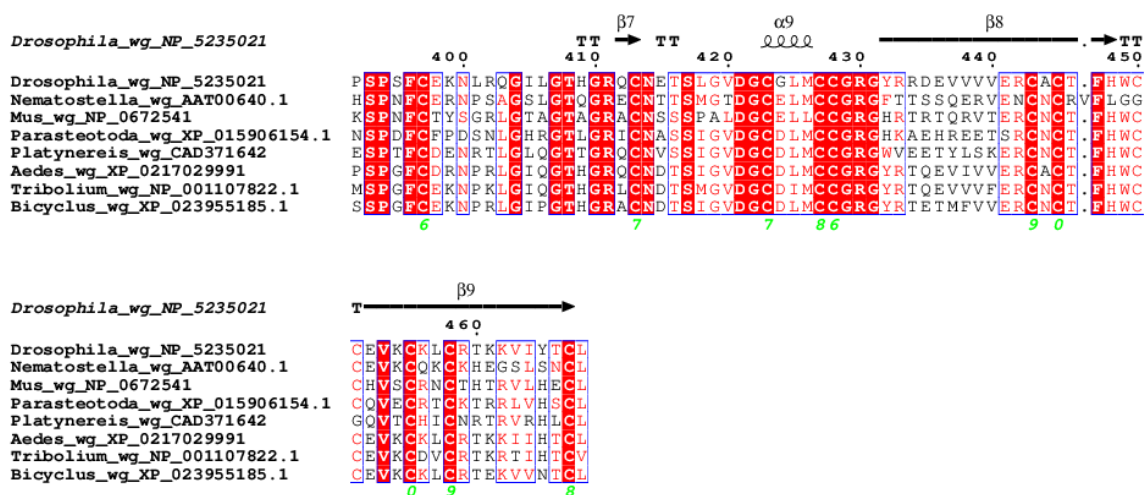 β7 α9 β8
Drosophila_wg_NP_5235021 TT TT . TT
400 410 420 430 440 450
Drosophila_wg_NP_5235021 PSPSFCEKNLRQGILGTHGRQCNETSLGVDGCGLMCCGRGYRRDEVVVVERCACT.FHWC
Nematostella_wg_AAT00640.1 HSPNFCERNPSAGSLGTQGRECNTTSMGTDGCELMCCGRGFTTSSQERVENCNCRVFLGG
Mus_wg_NP_0672541 KSPNFCTYSGRLGTAGTAGRACNSSSPALDGCELLCCGRGHRTRTQRVTERCNCT.FHWC
Parasteotoda_wg_XP_015906154.1 NSPDFCFPDSNLGHRGTLGRICNASSIGVDGCDLMCCGRGHKAEHREETSRCNCT.FHWC
Platynereis_wg_CAD371642 ESPTFCDENRTLGLQGTTGRQCNVSSIGVDGCDLMCCGRGWVEETYLSKERCNCT.FHWC
Aedes_wg_XP_0217029991 PSPGFCDRNPRLGIQGTHGRQCNDTSIGVDGCDLMCCGRGYRTQEVIVVERCACT.FHWC
Tribolium_wg_NP_001107822.1 MSPGFCEKNPKLGIQGTHGRLCNDTSMGVDGCDIMCCGRGYRTQEVVVFERCNCT.FHWC
Bicyclus_wg_XP_023955185.1 PSPGFCEKNPRLGIPGTHGRACNDTSIGVDGCDLMCCGRGYRTETMFVVERCNCT.FHWC
6 7 7 86 9 0
β9
Drosophila_wg_NP_5235021 T
460
Drosophila_wg_NP_5235021 CEVKCKLCRTKKVIYTCL
Nematostella_wg_AAT00640.1 CEVKCQKCKHEGSLSNCL
Mus_wg_NP_0672541 CHVSCRNCTHTRVLHECL
Parasteotoda_wg_XP_015906154.1 CQVECRTCKTRRLVHSCL
Platynereis_wg_CAD371642 GQVTCHICNRTRVRHLCL
Aedes_wg_XP_0217029991 CEVKCKLCRTKKIIHTCL
Tribolium_wg_NP_001107822.1 CEVKCDVCRTKRTIHTCV
Bicyclus_wg_XP_023955185.1 CEVKCKLCRTEKVVNTCL
0 9 8